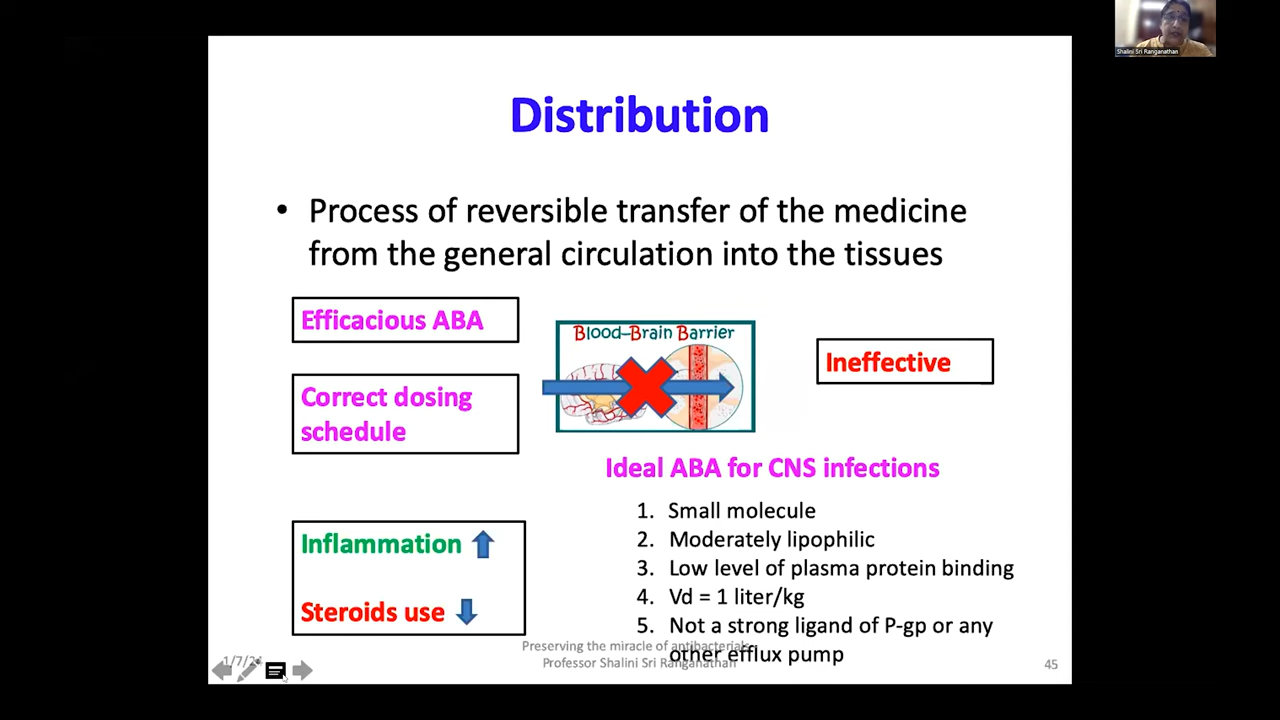 Shalini Sri Ranganathan
Distribution
• Process of reversible transfer of the medicine
from the general circulation into the tissues
Efficacious ABA
Blood–Brain Barrier
Ineffective
Correct dosing
schedule
Ideal ABA for CNS infections
1. Small molecule
2. Moderately lipophilic
3. Low level of plasma protein binding
4. Vd = 1 liter/kg
5. Not a strong ligand of P-gp or any
other efflux pump
Inflammation
Steroids use
Preserving the miracle of antibacterials
Professor Shalini Sri Ranganathan
45